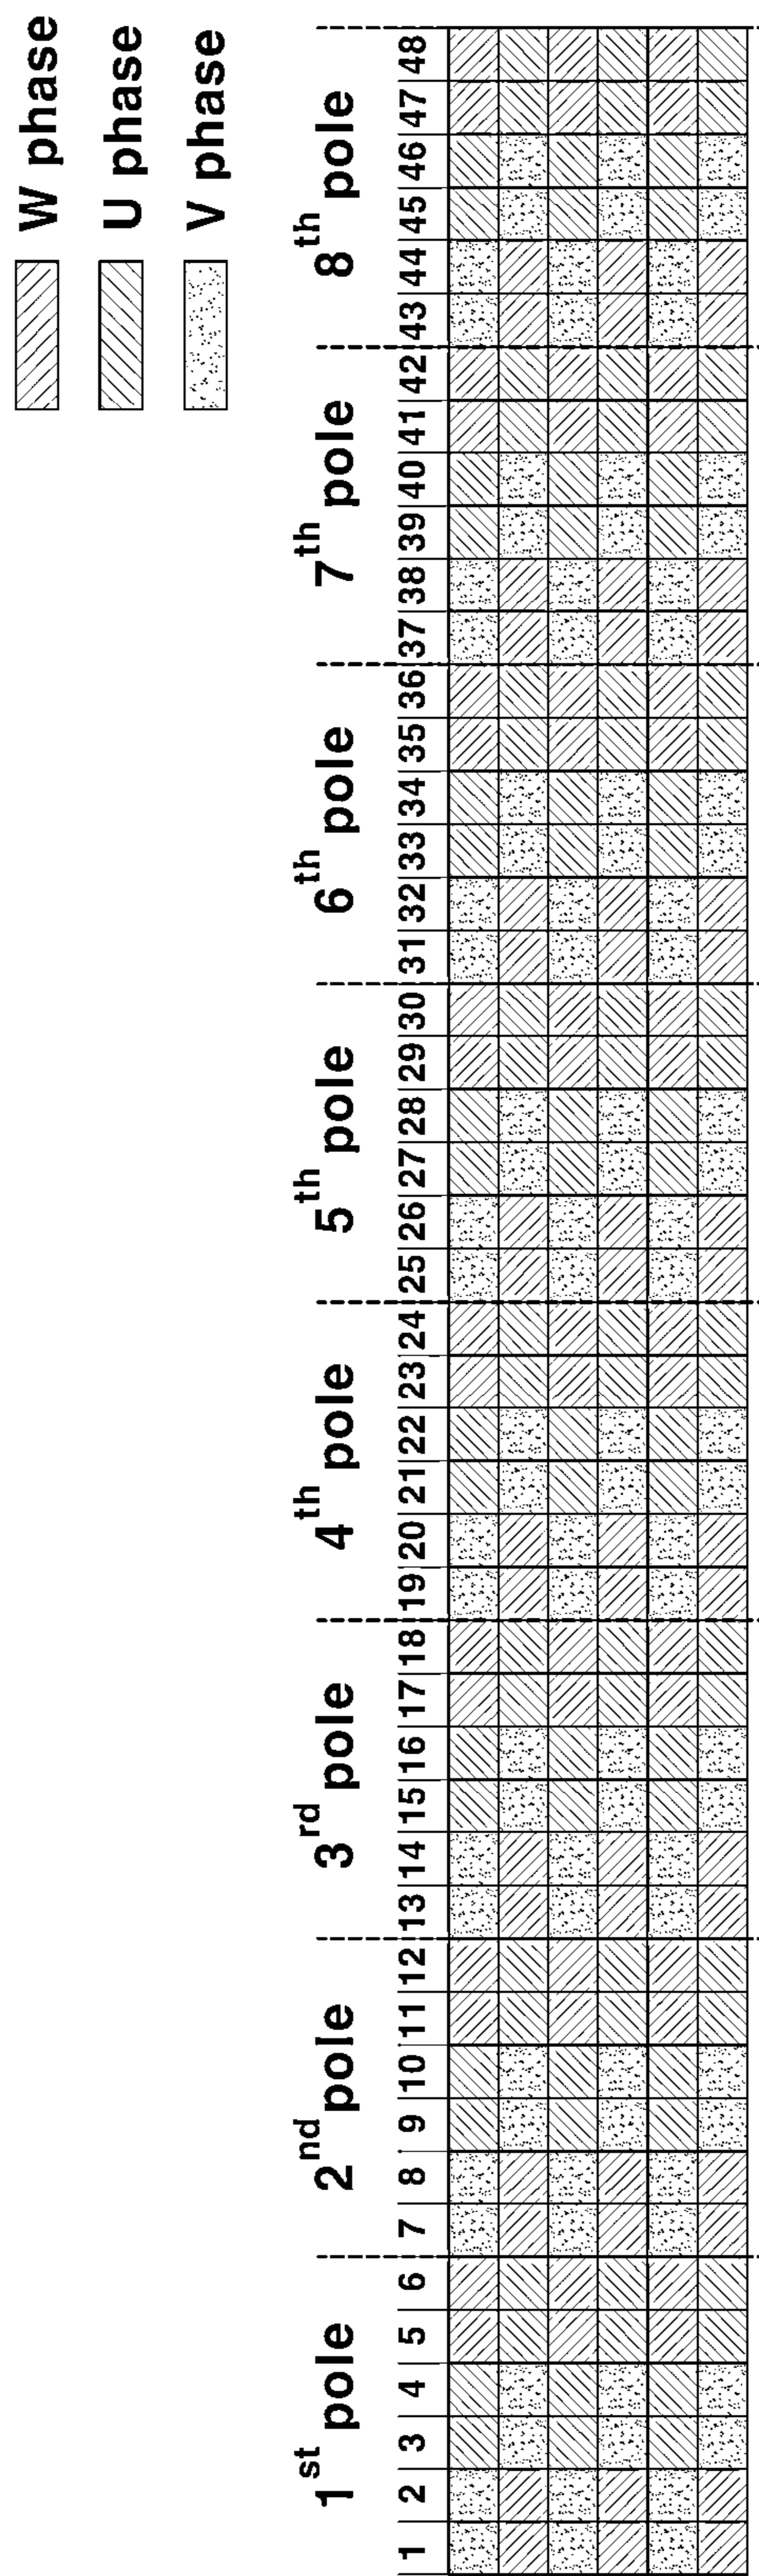 W phase
U phase
V phase
1st pole 2nd pole 3rd pole 4th pole 5th pole 6th pole 7th pole 8th pole
1 2 3 4 5 6 7 8 9 10 11 12 13 14 15 16 17 18 19 20 21 22 23 24 25 26 27 28 29 30 31 32 33 34 35 36 37 38 39 40 41 42 43 44 45 46 47 48